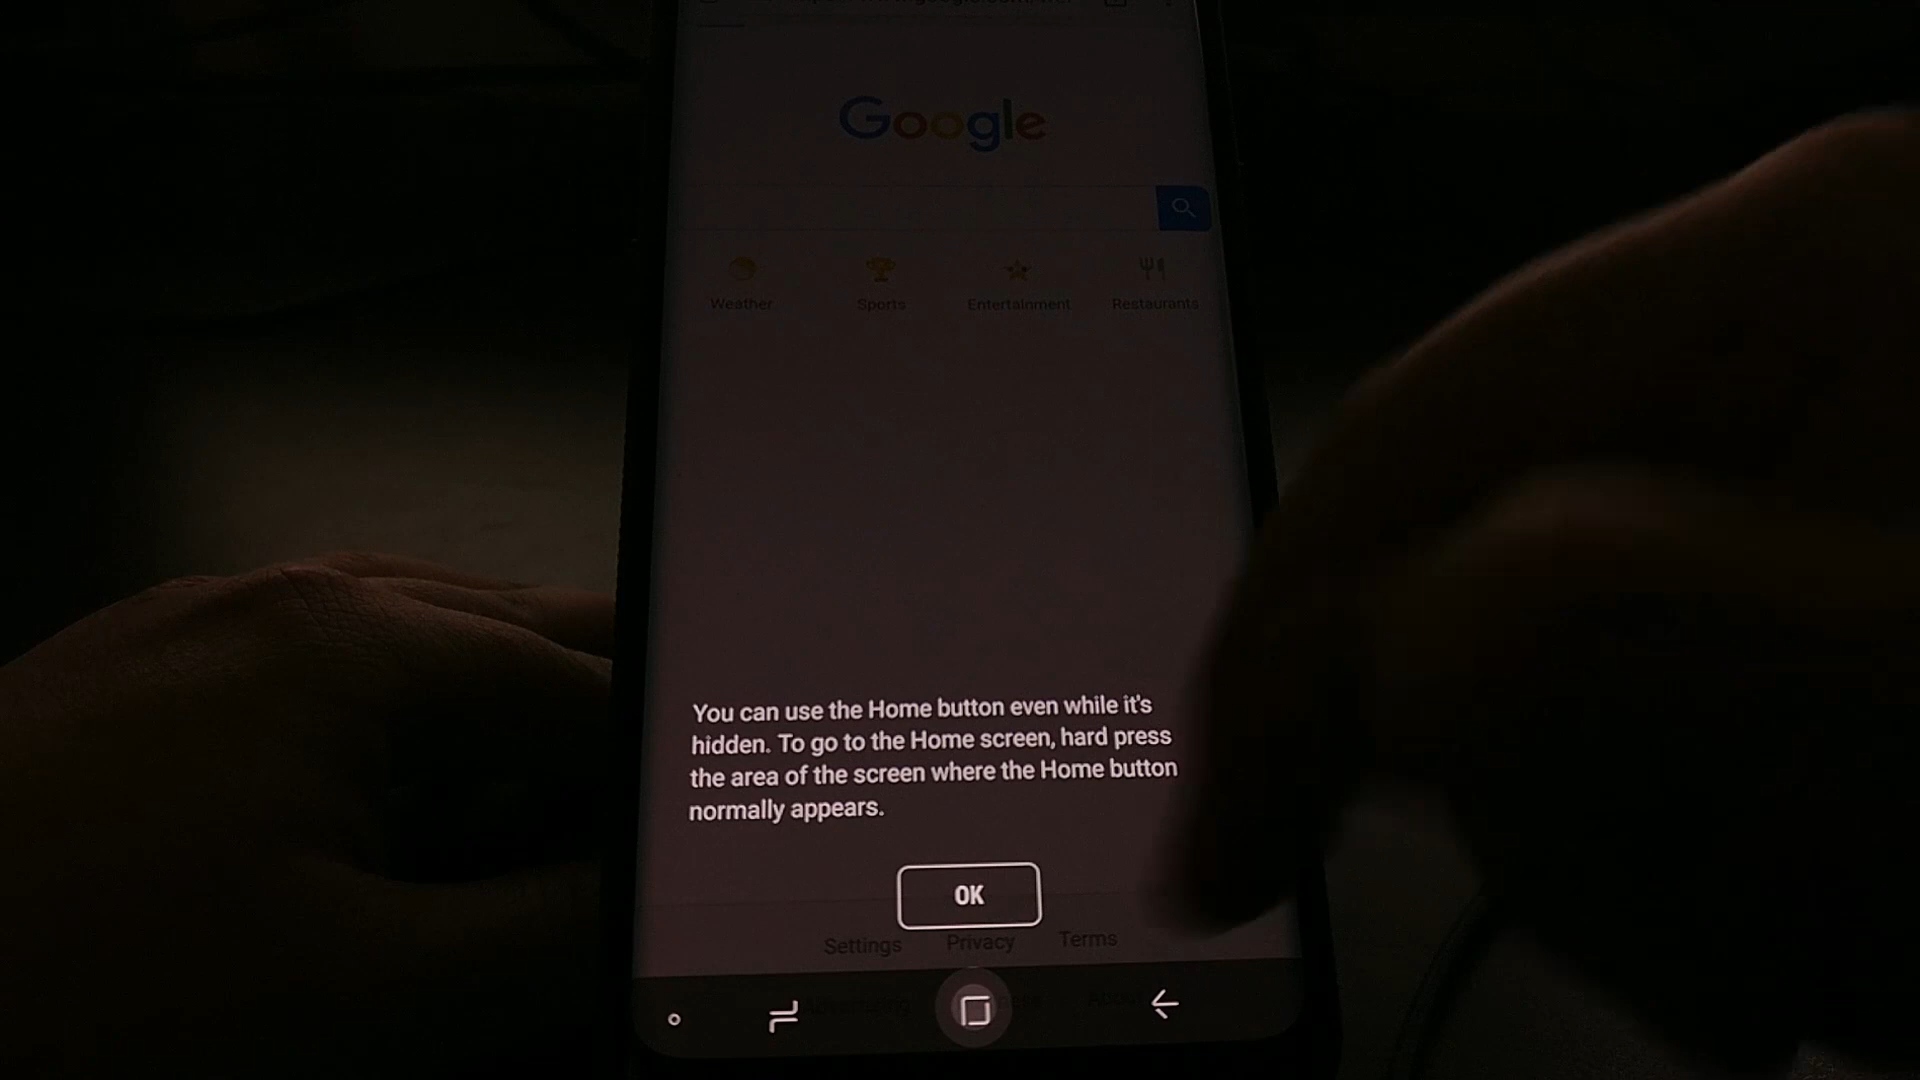 Google
Weather Sports Entertainment Restaurants
You can use the Home button even while it's
hidden. To go to the Home screen, hard press
the area of the screen where the Home button
normally appears.
OK
Settings Privacy Terms